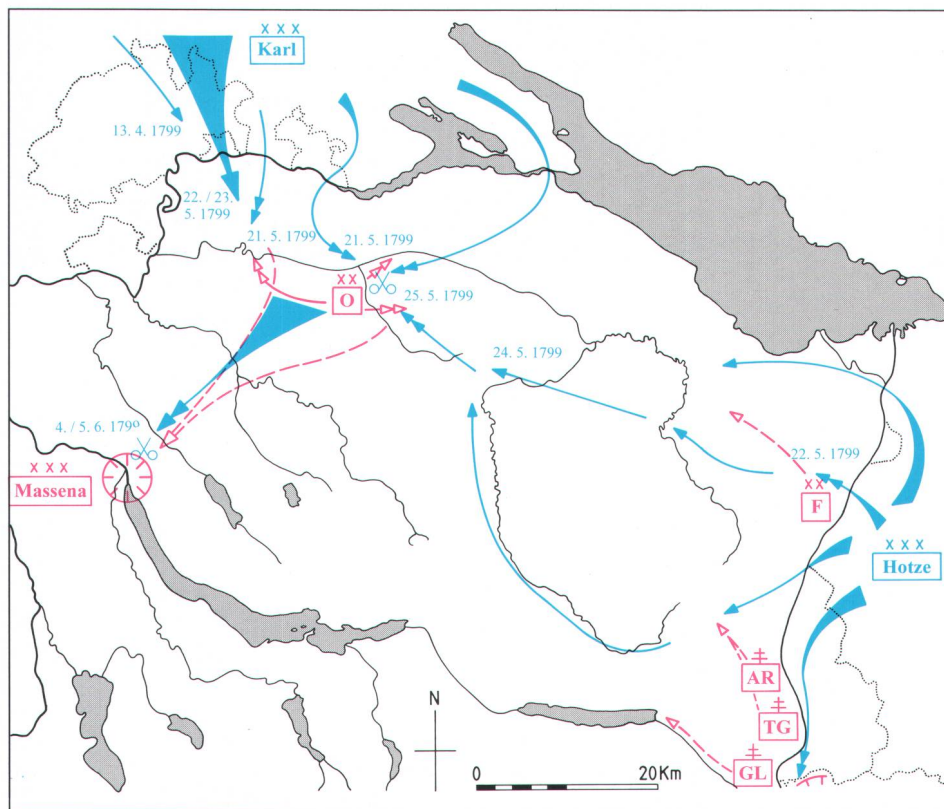 x x x
Karl
13. 4. 1799
22. / 23.
5. 1799
21. 5. 1799
21. 5. 1799
x x
O
25. 5. 1799
24. 5. 1799
4. / 5. 6. 1799
x x x
Massena
22. 5. 1799
x x
F
x x x
Hotze
AR
TG
GL
N
0
20Km